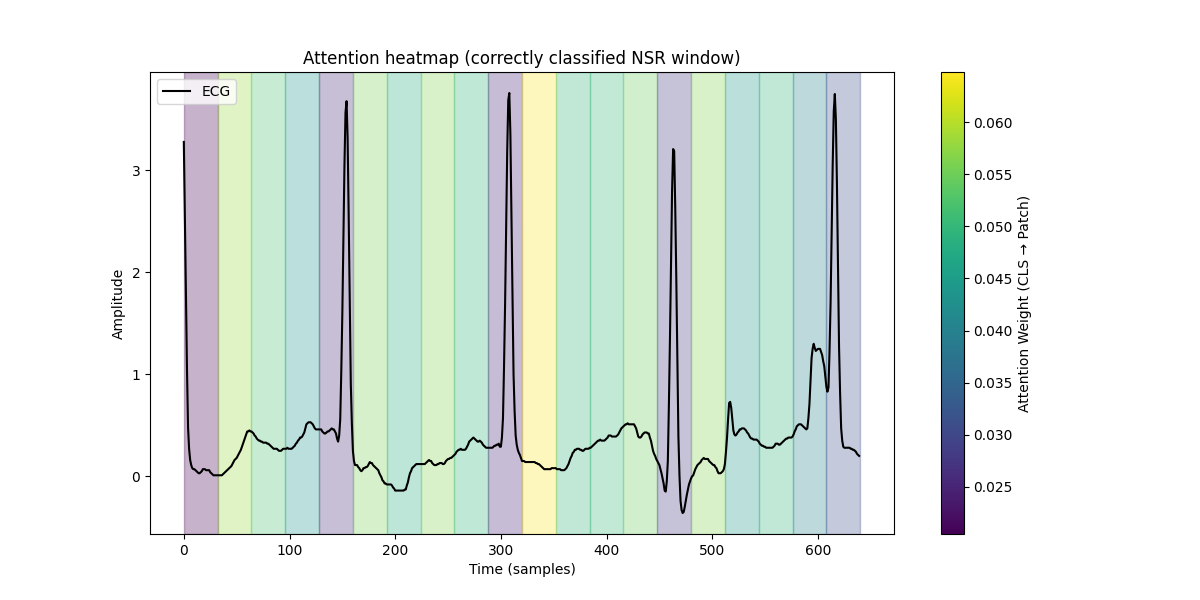 Attention heatmap (correctly classified NSR window)
ECG
Amplitude
3
2
1
0
0 100 200 300 400 500 600
Time (samples)
0.060
0.055
0.050
0.045
0.040
0.035
0.030
0.025
Attention Weight (CLS → Patch)